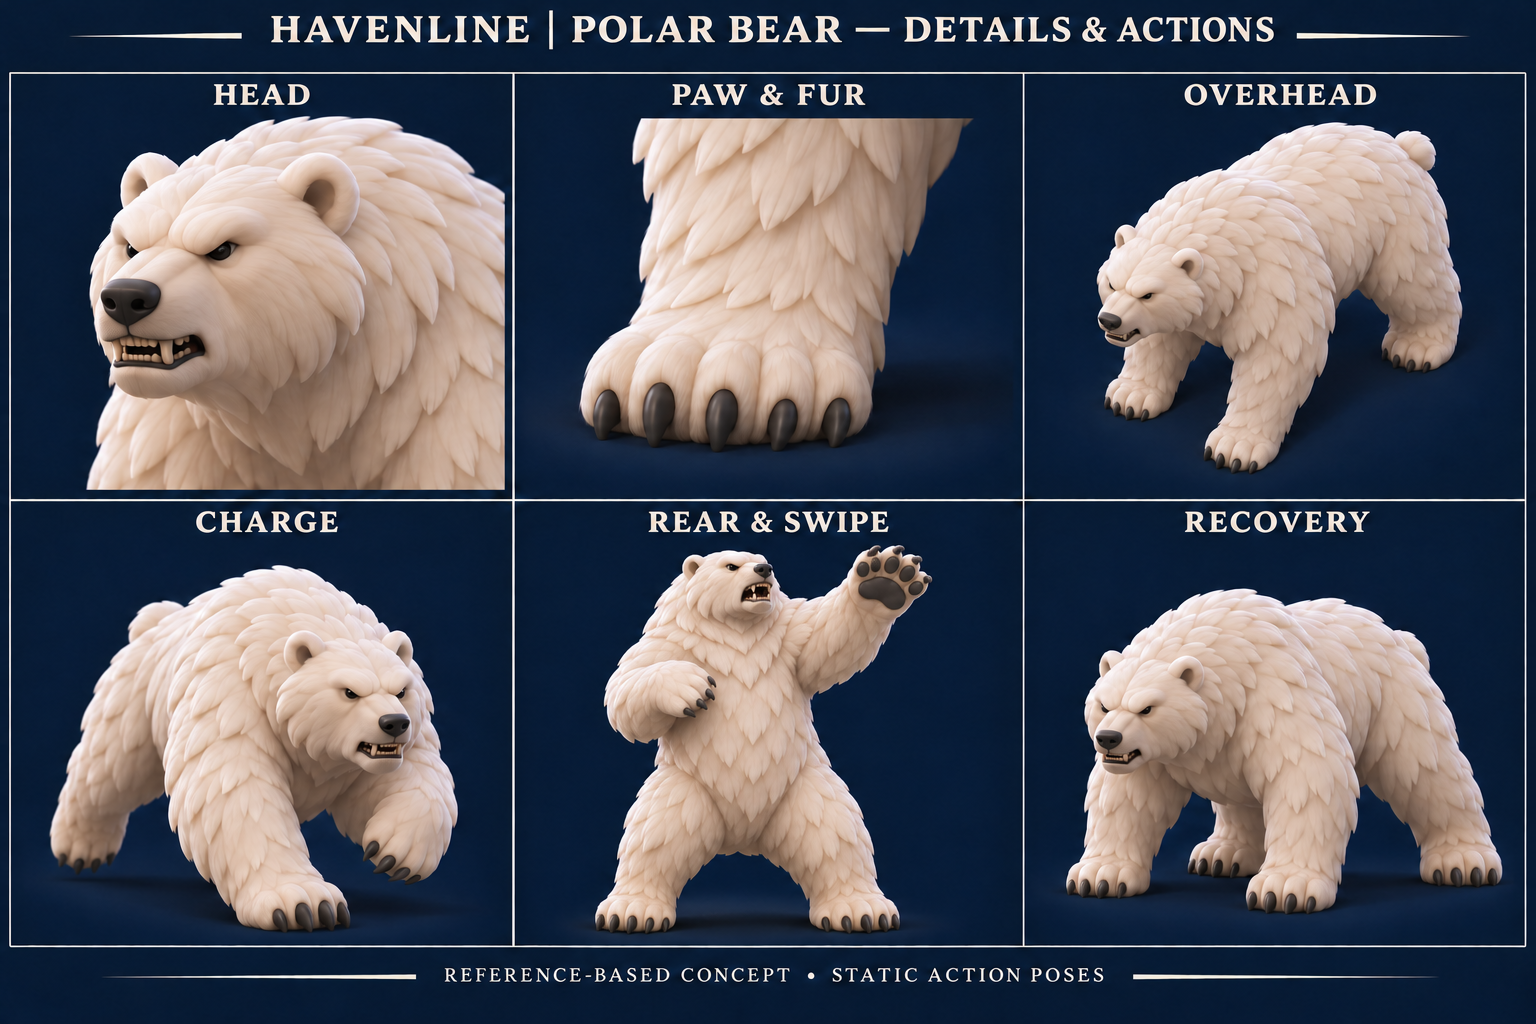 HAVENLINE | POLAR BEAR — DETAILS & ACTIONS
HEAD
PAW & FUR
OVERHEAD
CHARGE
REAR & SWIPE
RECOVERY
REFERENCE-BASED CONCEPT • STATIC ACTION POSES